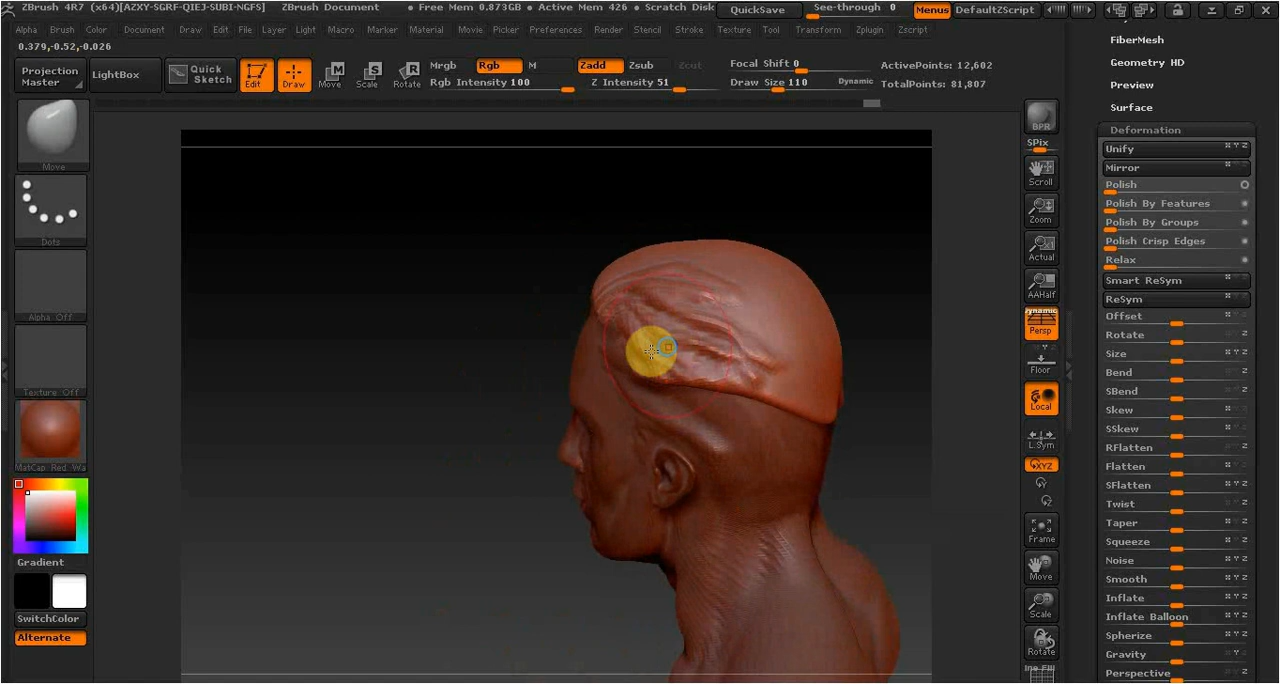 ZBrush 4R7 (x64)[AZXY-SGRF-QIEJ-SUBI-NGFS] ZBrush Document • Free Mem 0.873GB • Active Mem 426 • Scratch Disk QuickSave See-through 0 Menus DefaultZScript
Alpha Brush Color Document Draw Edit File Layer Light Macro Marker Material Movie Picker Preferences Render Stencil Stroke Texture Tool Transform Zplugin Zscript
0.379,-0.52,-0.026
Projection Master
LightBox
Quick Sketch
Edit
Draw
Move
Scale
Rotate
Mrgb Rgb M
Rgb Intensity 100
Zadd Zsub Zcut
Z Intensity 51
Focal Shift 0
Draw Size 110 Dynamic
ActivePoints: 12,602
TotalPoints: 81,807
Move
Dots
Alpha Off
Texture Off
MatCap Red Wa
Gradient
SwitchColor
Alternate
BPR
SPix
Scroll
Zoom
Actual
AAHalf
Dynamic
Persp
Floor
Local
L.Sym
XYZ
Y
Z
Frame
Move
Scale
Rotate
FiberMesh
Geometry HD
Preview
Surface
Deformation
Unify X Y Z
Mirror
Polish
Polish By Features
Polish By Groups
Polish Crisp Edges
Relax
Smart ReSym
ReSym
Offset
Rotate
Size X Y Z
Bend
SBend
Skew
SSkew
RFlatten X Y Z
Flatten
SFlatten
Twist
Taper
Squeeze
Noise X Y Z
Smooth X Y Z
Inflate X Y Z
Inflate Balloon X Y Z
Spherize X Y Z
Gravity
Perspective